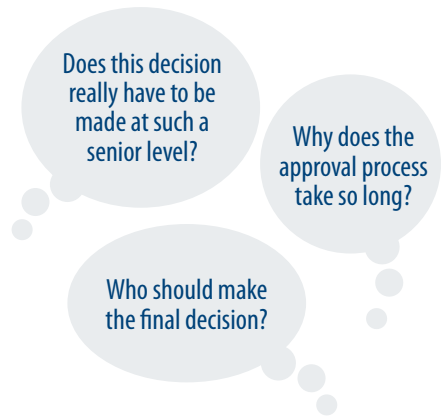 Does this decision
really have to be
made at such a
senior level?
Why does the
approval process
take so long?
Who should make
the final decision?